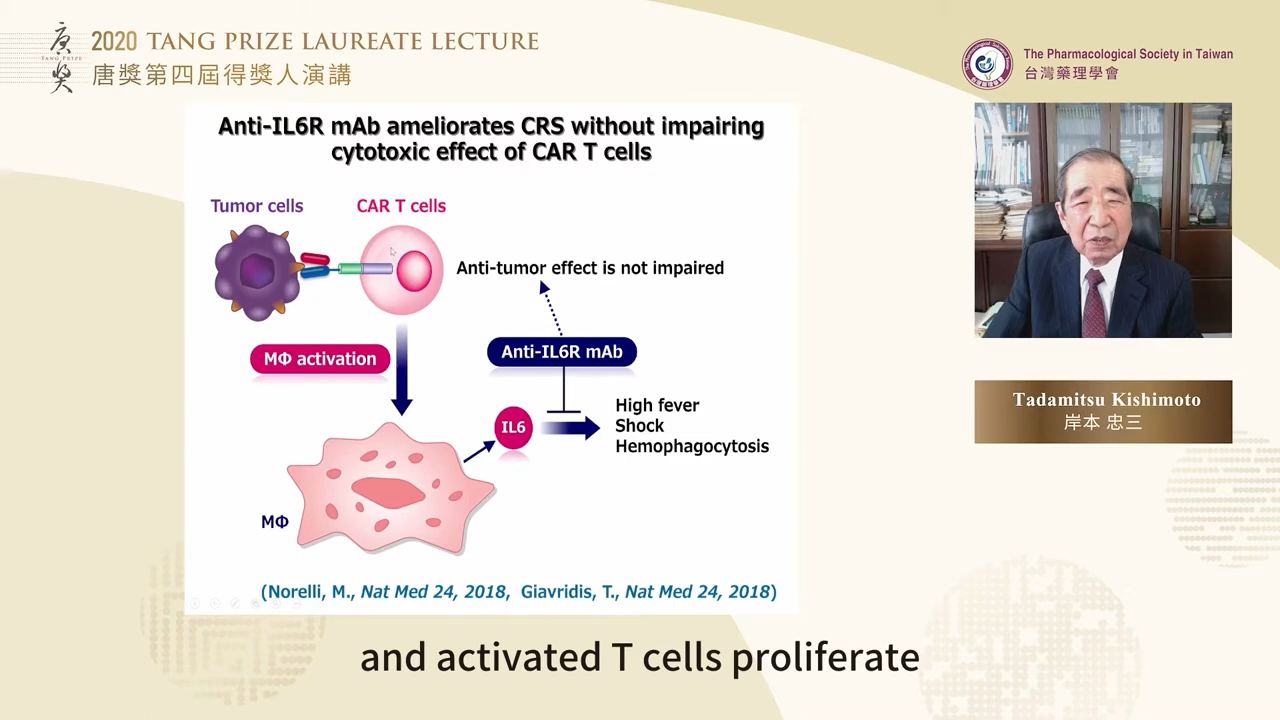 唐獎
TANG PRIZE
2020 TANG PRIZE LAUREATE LECTURE
唐獎第四屆得獎人演講
The Pharmacological Society in Taiwan
台灣藥理學會
Anti-IL6R mAb ameliorates CRS without impairing
cytotoxic effect of CAR T cells
Tumor cells
CAR T cells
Anti-tumor effect is not impaired
MΦ activation
Anti-IL6R mAb
IL6
High fever
Shock
Hemophagocytosis
MΦ
(Norelli, M., Nat Med 24, 2018, Giavridis, T., Nat Med 24, 2018)
Tadamitsu Kishimoto
岸本 忠三
and activated T cells proliferate